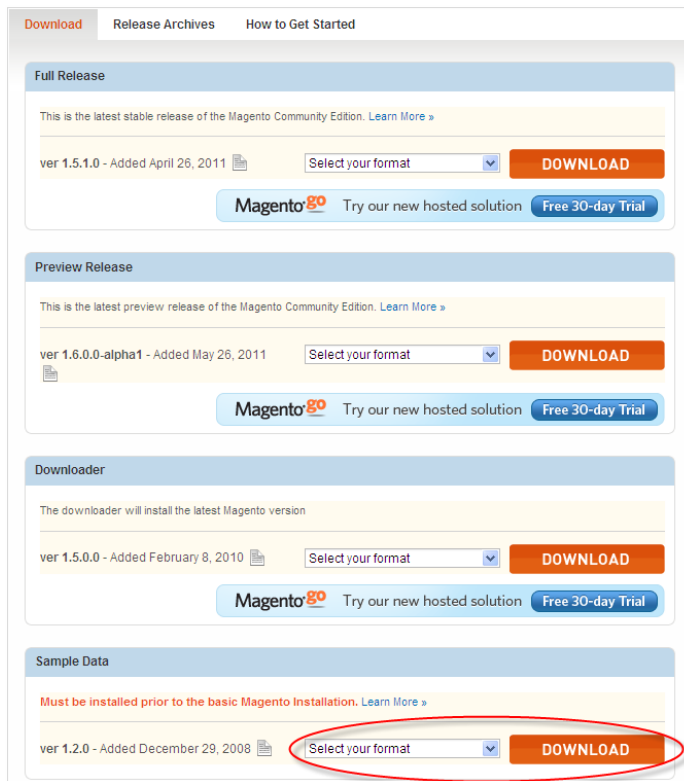 Download Release Archives How to Get Started
Full Release
This is the latest stable release of the Magento Community Edition. Learn More »
ver 1.5.1.0 - Added April 26, 2011 Select your format DOWNLOAD
Magento go Try our new hosted solution Free 30-day Trial
Preview Release
This is the latest preview release of the Magento Community Edition. Learn More »
ver 1.6.0.0-alpha1 - Added May 26, 2011 Select your format DOWNLOAD
Magento go Try our new hosted solution Free 30-day Trial
Downloader
The downloader will install the latest Magento version
ver 1.5.0.0 - Added February 8, 2010 Select your format DOWNLOAD
Magento go Try our new hosted solution Free 30-day Trial
Sample Data
Must be installed prior to the basic Magento Installation. Learn More »
ver 1.2.0 - Added December 29, 2008 Select your format DOWNLOAD